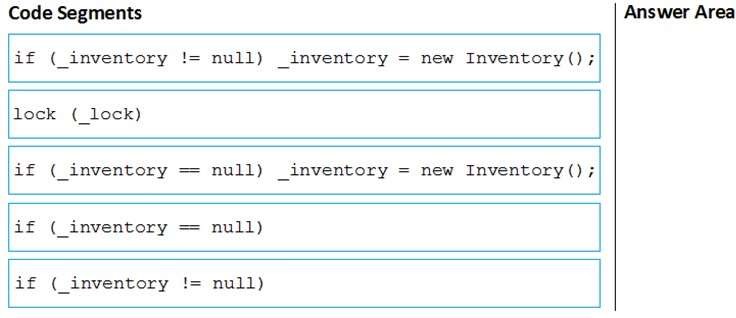 Code Segments
Answer Area
if (_inventory != null) _inventory = new Inventory();
lock (_lock)
if (_inventory == null) _inventory = new Inventory();
if (_inventory == null)
if (_inventory != null)